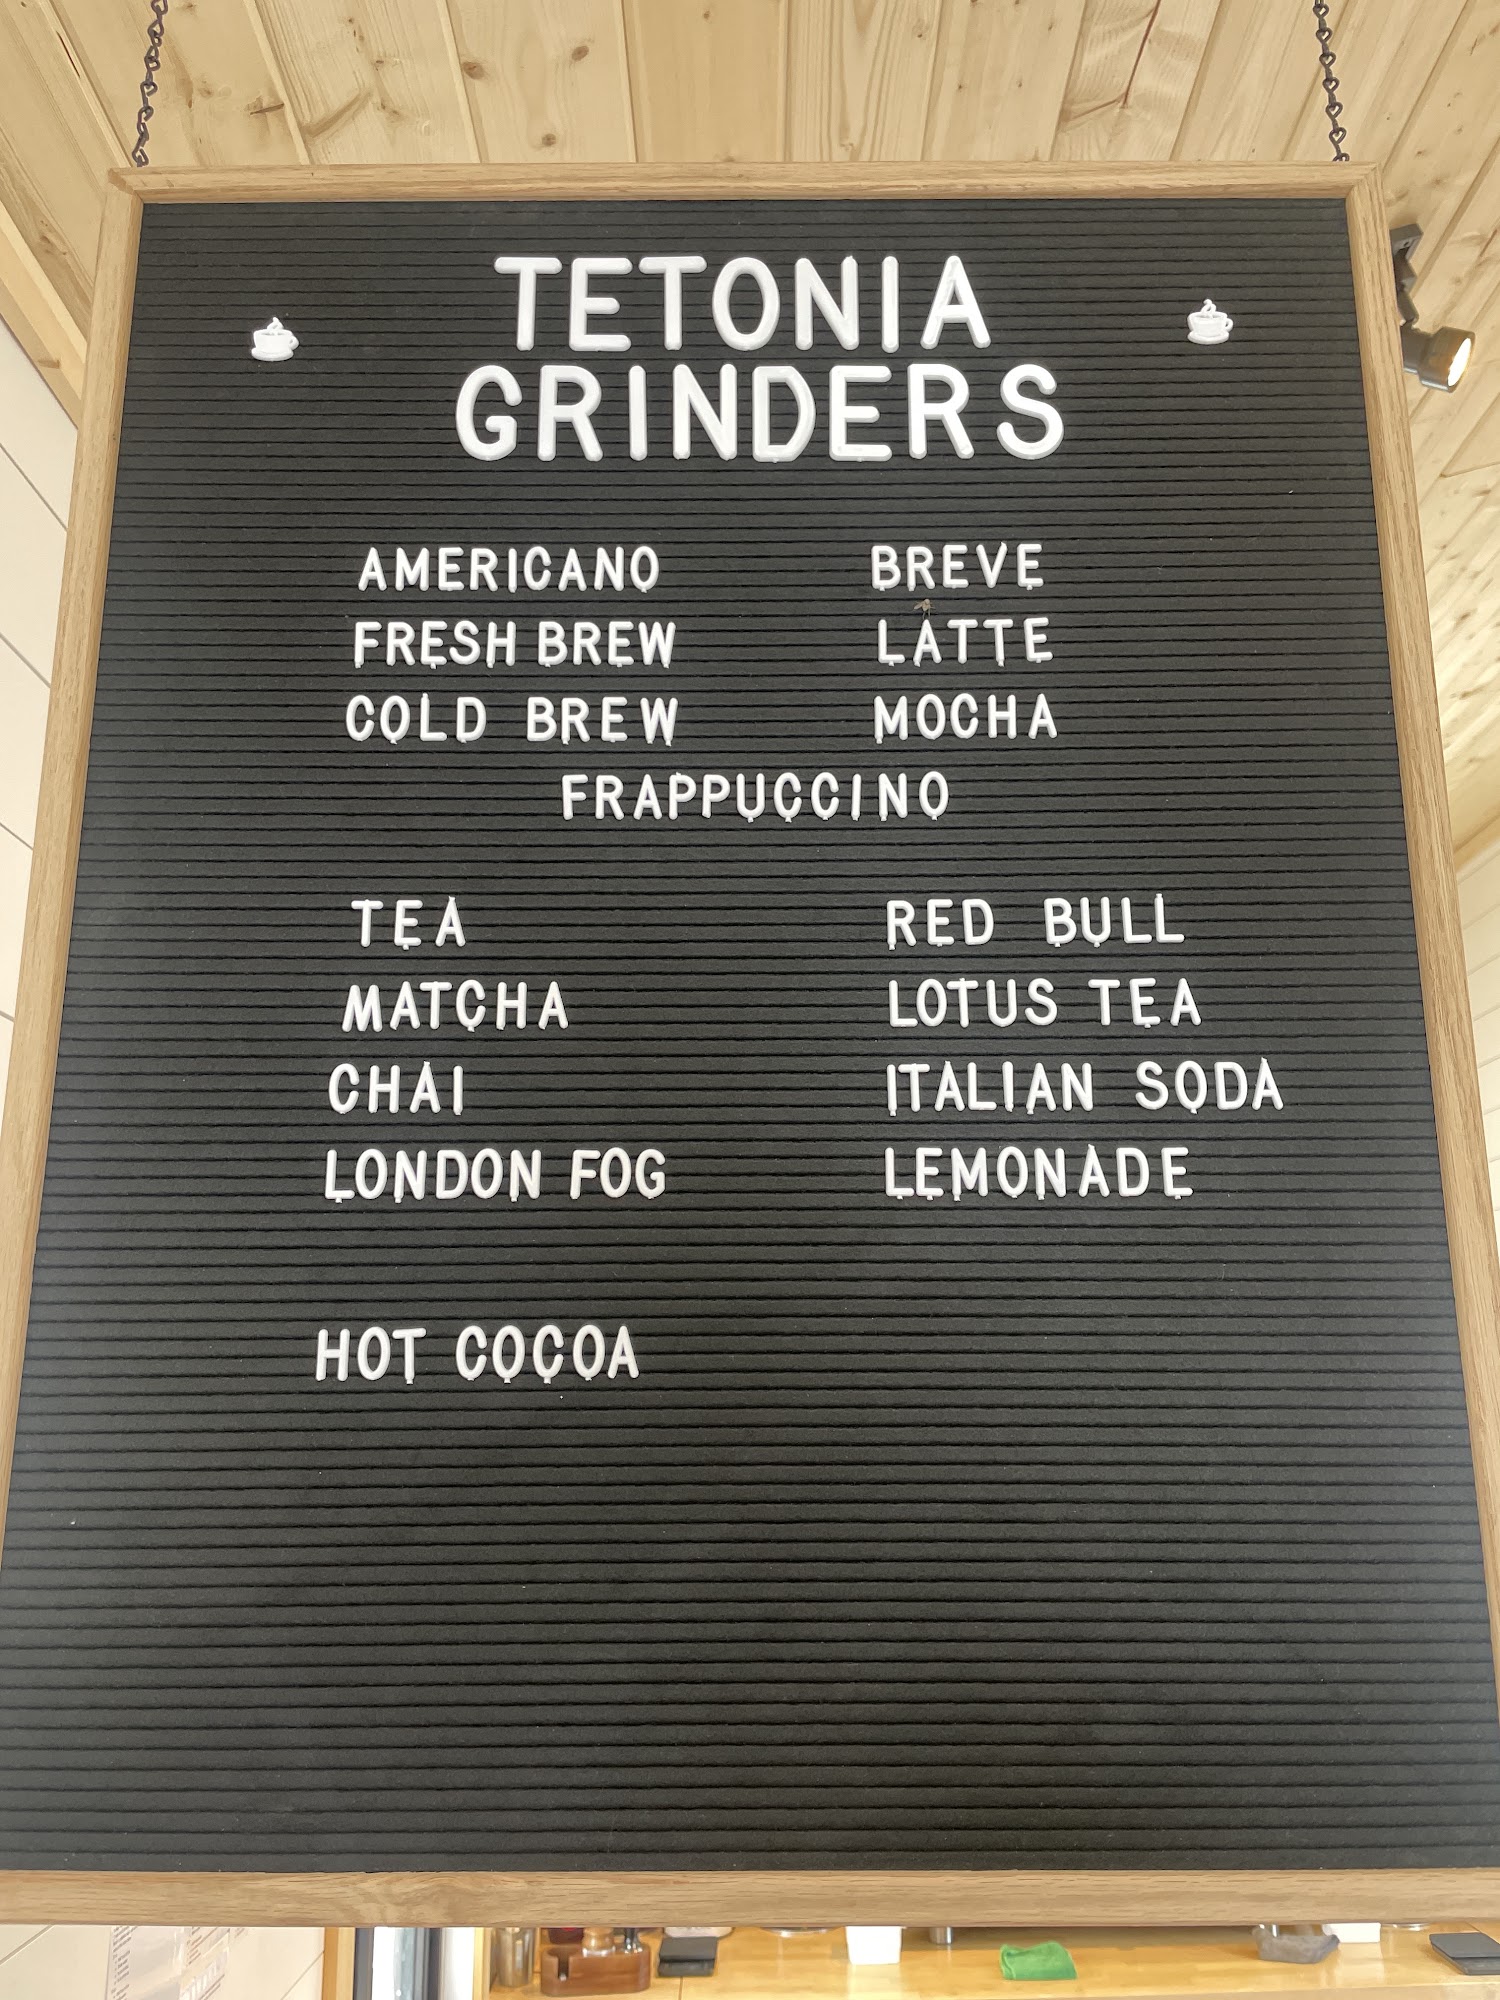 TETONIA
GRINDERS
AMERICANO BREVE
FRESH BREW LATTE
COLD BREW MOCHA
FRAPPUCCINO
TEA RED BULL
MATCHA LOTUS TEA
CHAI ITALIAN SODA
LONDON FOG LEMONADE
HOT COCOA